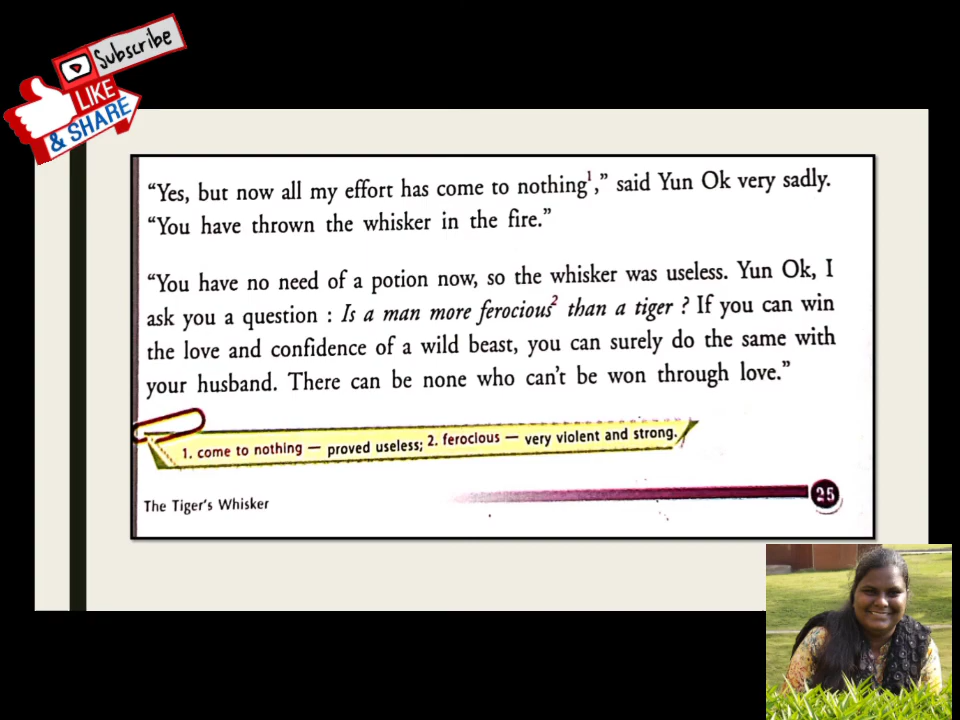 Subscribe
LIKE
& SHARE
“Yes, but now all my effort has come to nothing¹,” said Yun Ok very sadly.
“You have thrown the whisker in the fire.”
“You have no need of a potion now, so the whisker was useless. Yun Ok, I
ask you a question : Is a man more ferocious² than a tiger ? If you can win
the love and confidence of a wild beast, you can surely do the same with
your husband. There can be none who can’t be won through love.”
1. come to nothing — proved useless; 2. ferocious — very violent and strong.
The Tiger’s Whisker
25